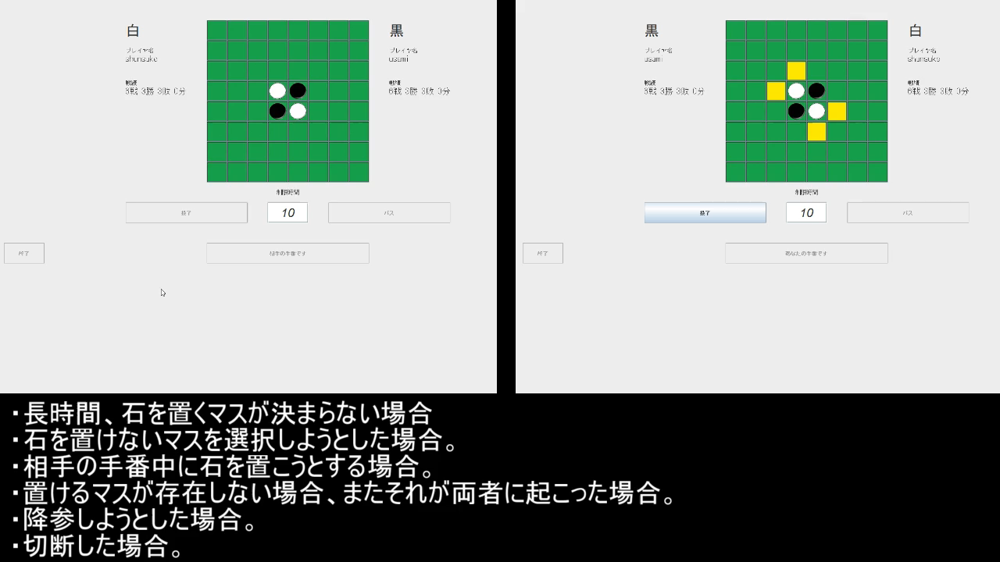 白
プレイヤ名
shunsuke
戦績
6戦 3勝 3敗 0分
黒
プレイヤ名
usami
戦績
6戦 3勝 3敗 0分
制限時間
投了
10
パス
終了
相手の手番です
黒
プレイヤ名
usami
戦績
6戦 3勝 3敗 0分
白
プレイヤ名
shunsuke
戦績
6戦 3勝 3敗 0分
制限時間
投了
10
パス
終了
あなたの手番です
・長時間、石を置くマスが決まらない場合
・石を置けないマスを選択しようとした場合。
・相手の手番中に石を置こうとする場合。
・置けるマスが存在しない場合、またそれが両者に起こった場合。
・降参しようとした場合。
・切断した場合。